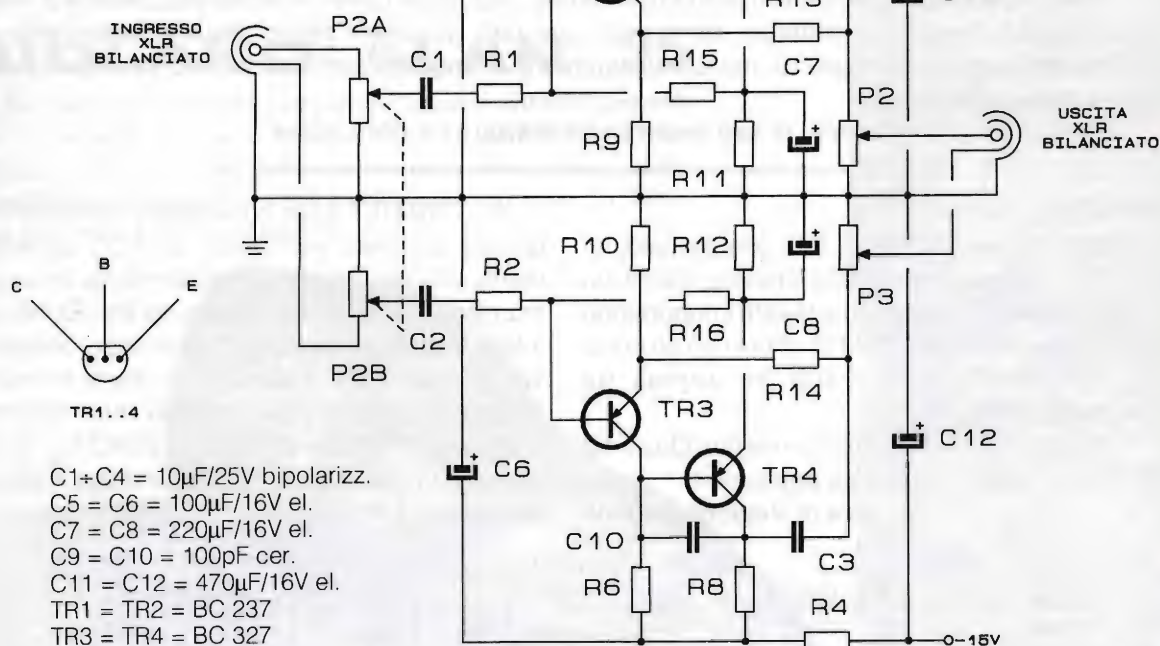 R13
INGRESSO
XLR
BILANCIATO
P2A
C1
R1
R15
C7
P2
USCITA
XLR
BILANCIATO
R9
R11
R10
R12
+
B
C
E
R2
P3
C2
R16
C8
P2B
R14
TR1..4
TR3
+
C12
+
C6
TR4
C1÷C4 = 10µF/25V bipolarizz.
C5 = C6 = 100µF/16V el.
C7 = C8 = 220µF/16V el.
C9 = C10 = 100pF cer.
C11 = C12 = 470µF/16V el.
TR1 = TR2 = BC 237
TR3 = TR4 = BC 327
C10
C3
R6
R8
R4
O-15V